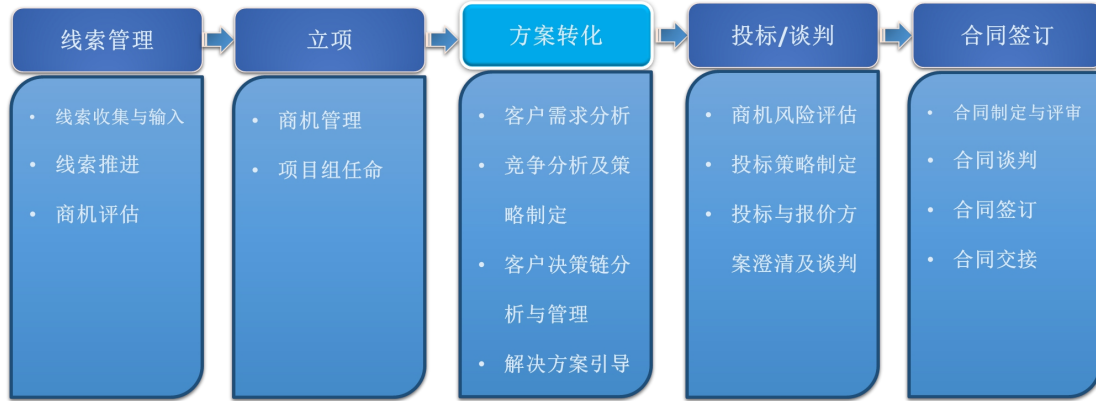 线索管理
立项
方案转化
投标/谈判
合同签订
• 线索收集与输入
• 线索推进
• 商机评估
• 商机管理
• 项目组任命
• 客户需求分析
• 竞争分析及策
略制定
• 客户决策链分
析与管理
• 解决方案引导
• 商机风险评估
• 投标策略制定
• 投标与报价方
案澄清及谈判
• 合同制定与评审
• 合同谈判
• 合同签订
• 合同交接